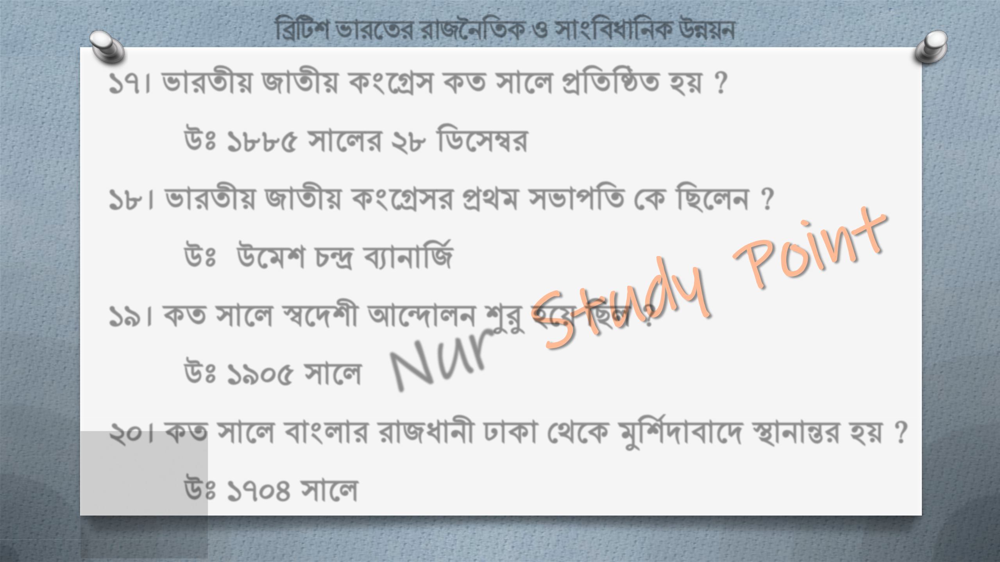 ব্রিটিশ ভারতের রাজনৈতিক ও সাংবিধানিক উন্নয়ন
১৭। ভারতীয় জাতীয় কংগ্রেস কত সালে প্রতিষ্ঠিত হয় ?
উঃ ১৮৮৫ সালের ২৮ ডিসেম্বর
১৮। ভারতীয় জাতীয় কংগ্রেসর প্রথম সভাপতি কে ছিলেন ?
উঃ উমেশ চন্দ্র ব্যানার্জি
১৯। কত সালে স্বদেশী আন্দোলন শুরু হয়ে ছিল ?
উঃ ১৯০৫ সালে
২০। কত সালে বাংলার রাজধানী ঢাকা থেকে মুর্শিদাবাদে স্থানান্তর হয় ?
উঃ ১৭০৪ সালে
Nur Study Point